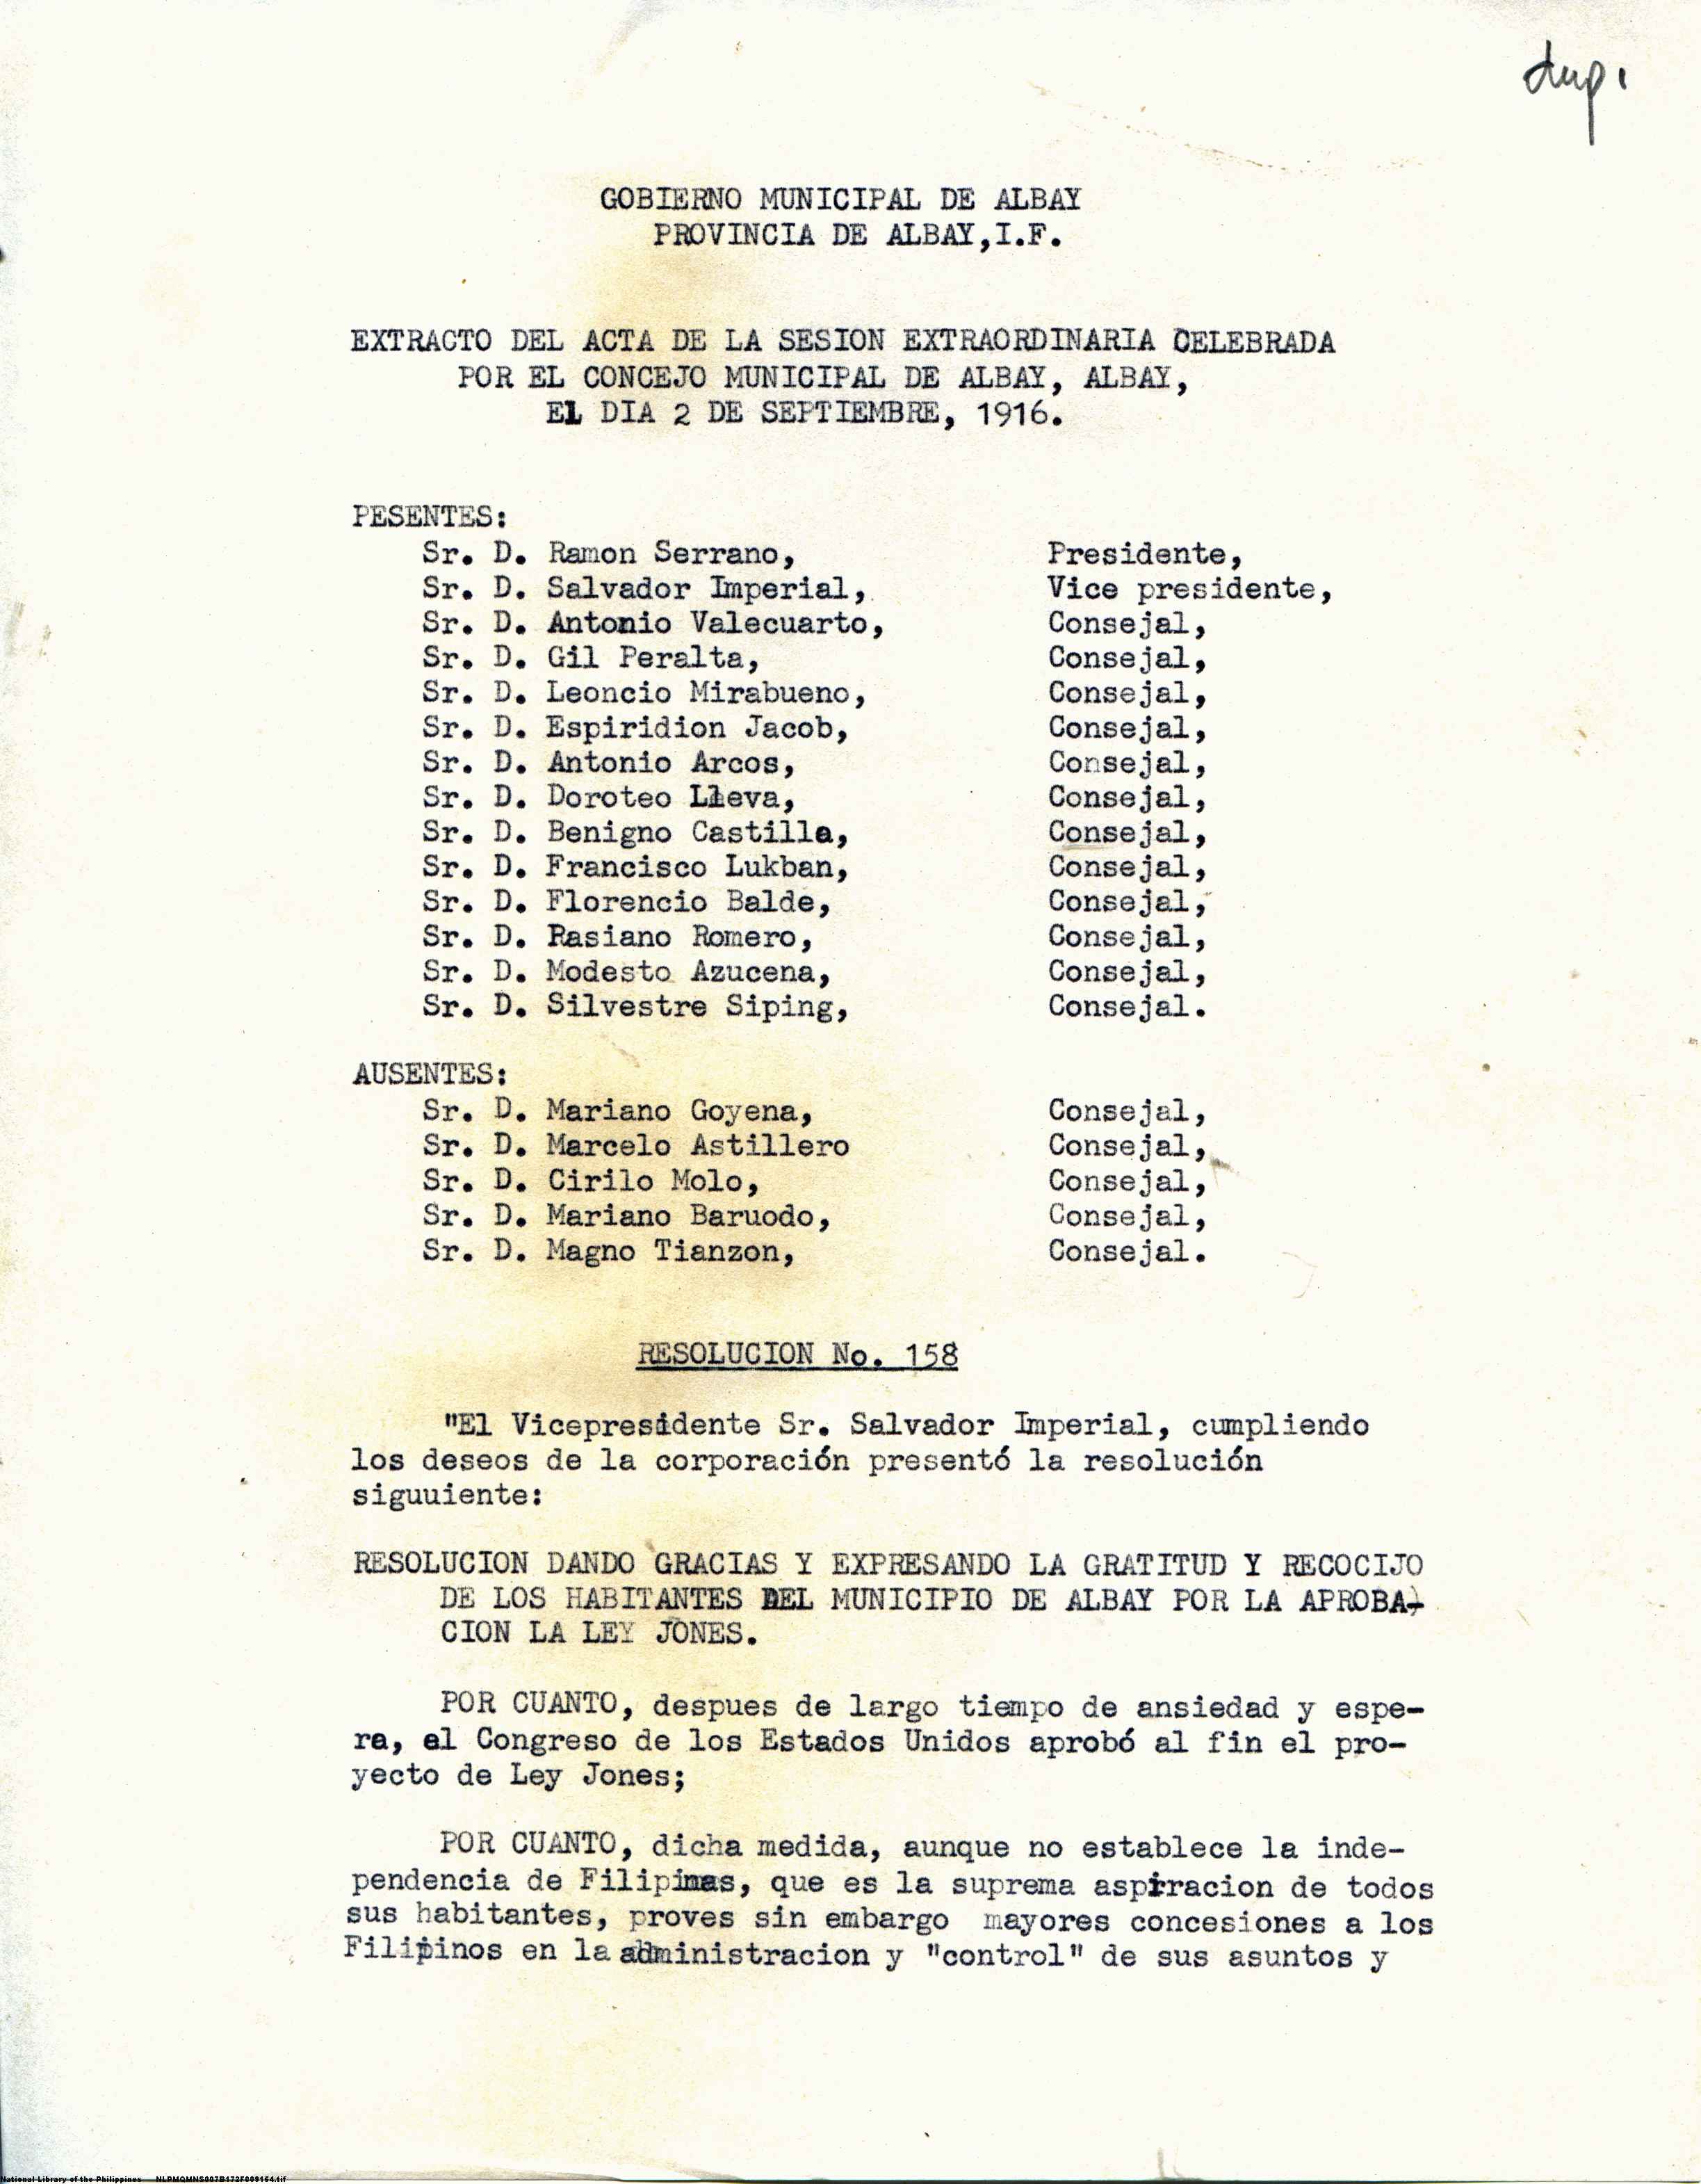 dup.
GOBIERNO MUNICIPAL DE ALBAY
PROVINCIA DE ALBAY,I.F.
EXTRACTO DEL ACTA DE LA SESION EXTRAORDINARIA CELEBRADA
POR EL CONCEJO MUNICIPAL DE ALBAY, ALBAY,
El DIA 2 DE SEPTIEMBRE, 1916.
PESENTES:
Sr. D. Ramon Serrano, Presidente,
Sr. D. Salvador Imperial, Vice presidente,
Sr. D. Antonio Valecuarto, Consejal,
Sr. D. Gil Peralta, Consejal,
Sr. D. Leoncio Mirabueno, Consejal,
Sr. D. Espiridion Jacob, Consejal,
Sr. D. Antonio Arcos, Consejal,
Sr. D. Doroteo Lleva, Consejal,
Sr. D. Benigno Castilla, Consejal,
Sr. D. Francisco Lukban, Consejal,
Sr. D. Florencio Balde, Consejal,
Sr. D. Rasiano Romero, Consejal,
Sr. D. Modesto Azucena, Consejal,
Sr. D. Silvestre Siping, Consejal.
AUSENTES:
Sr. D. Mariano Goyena, Consejal,
Sr. D. Marcelo Astillero Consejal,
Sr. D. Cirilo Molo, Consejal,
Sr. D. Mariano Baruodo, Consejal,
Sr. D. Magno Tianzon, Consejal.
RESOLUCION No. 158
"El Vicepresidente Sr. Salvador Imperial, cumpliendo
los deseos de la corporación presentó la resolución
siguuiente:
RESOLUCION DANDO GRACIAS Y EXPRESANDO LA GRATITUD Y RECOCIJO
DE LOS HABITANTES DEL MUNICIPIO DE ALBAY POR LA APROBA-
CION LA LEY JONES.
POR CUANTO, despues de largo tiempo de ansiedad y espe-
ra, el Congreso de los Estados Unidos aprobó al fin el pro-
yecto de Ley Jones;
POR CUANTO, dicha medida, aunque no establece la inde-
pendencia de Filipinas, que es la suprema aspiracion de todos
sus habitantes, proves sin embargo mayores concesiones a los
Filipinos en la administracion y "control" de sus asuntos y
National Library of the Philippines